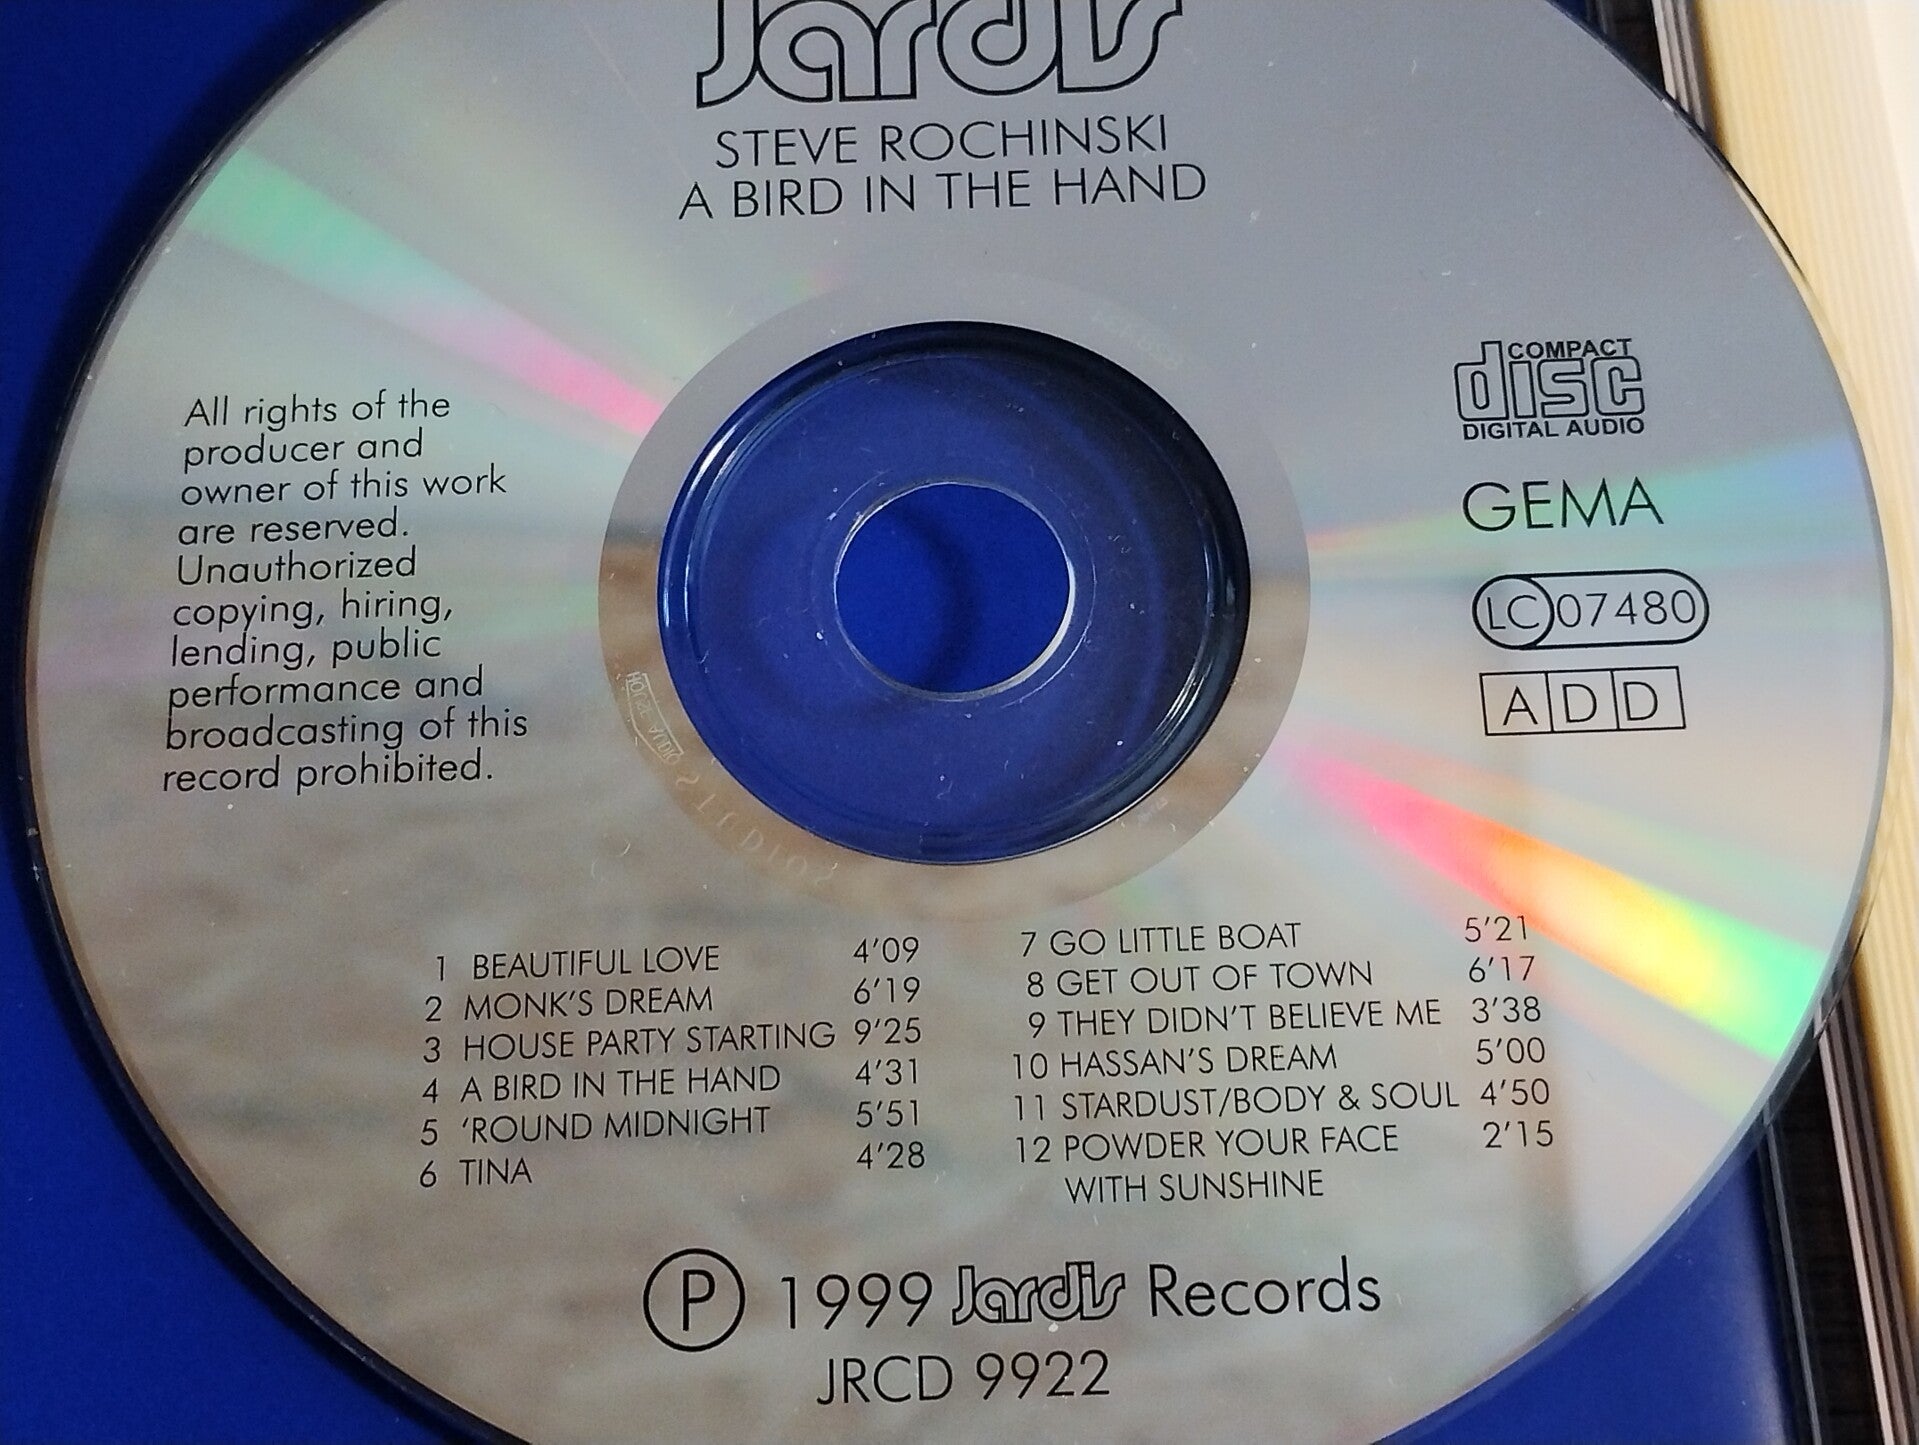 Jardis
STEVE ROCHINSKI
A BIRD IN THE HAND
All rights of the
producer and
owner of this work
are reserved.
Unauthorized
copying, hiring,
lending, public
performance and
broadcasting of this
record prohibited.
COMPACT
disc
DIGITAL AUDIO
GEMA
LC 07480
A D D
1 BEAUTIFUL LOVE 4'09
2 MONK'S DREAM 6'19
3 HOUSE PARTY STARTING 9'25
4 A BIRD IN THE HAND 4'31
5 'ROUND MIDNIGHT 5'51
6 TINA 4'28
7 GO LITTLE BOAT 5'21
8 GET OUT OF TOWN 6'17
9 THEY DIDN'T BELIEVE ME 3'38
10 HASSAN'S DREAM 5'00
11 STARDUST/BODY & SOUL 4'50
12 POWDER YOUR FACE 2'15
WITH SUNSHINE
Ⓟ 1999 Jardis Records
JRCD 9922